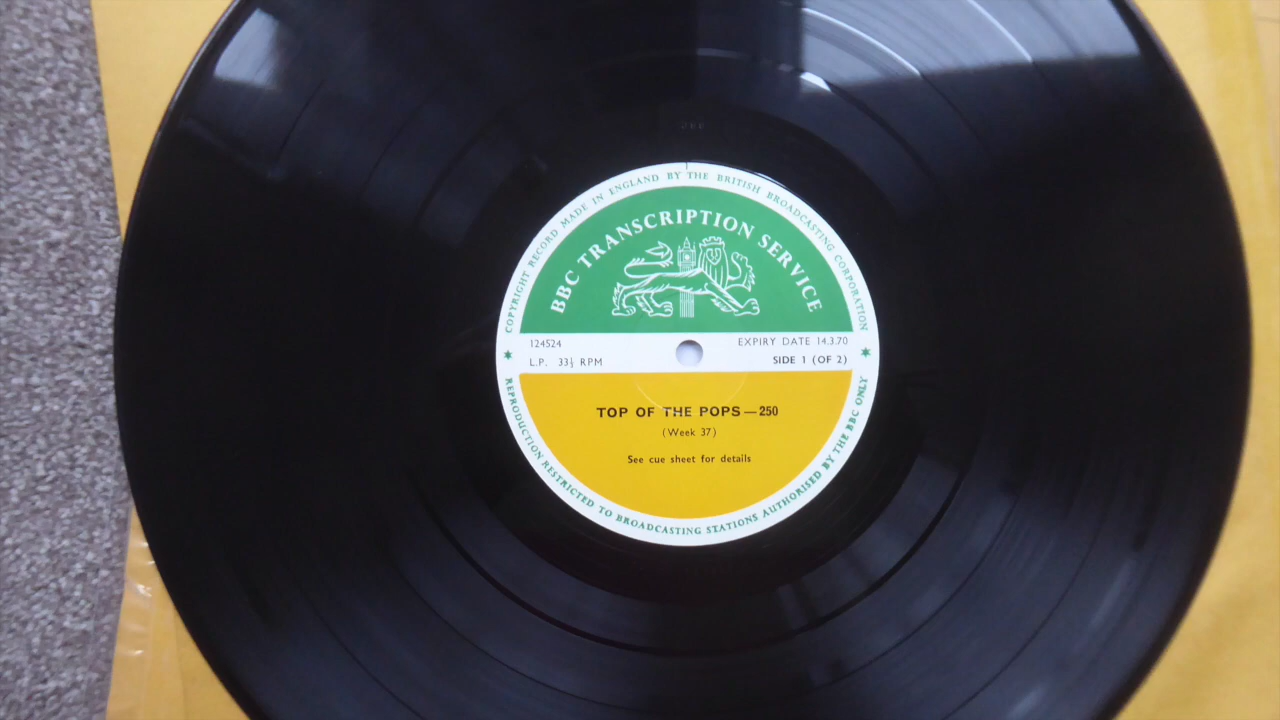 COPYRIGHT RECORD MADE IN ENGLAND BY THE BRITISH BROADCASTING CORPORATION
BBC TRANSCRIPTION SERVICE
124524
EXPIRY DATE 14.3.70
L.P. 33⅓ RPM
SIDE 1 (OF 2)
TOP OF THE POPS—250
(Week 37)
See cue sheet for details
REPRODUCTION RESTRICTED TO BROADCASTING STATIONS AUTHORISED BY THE BBC ONLY